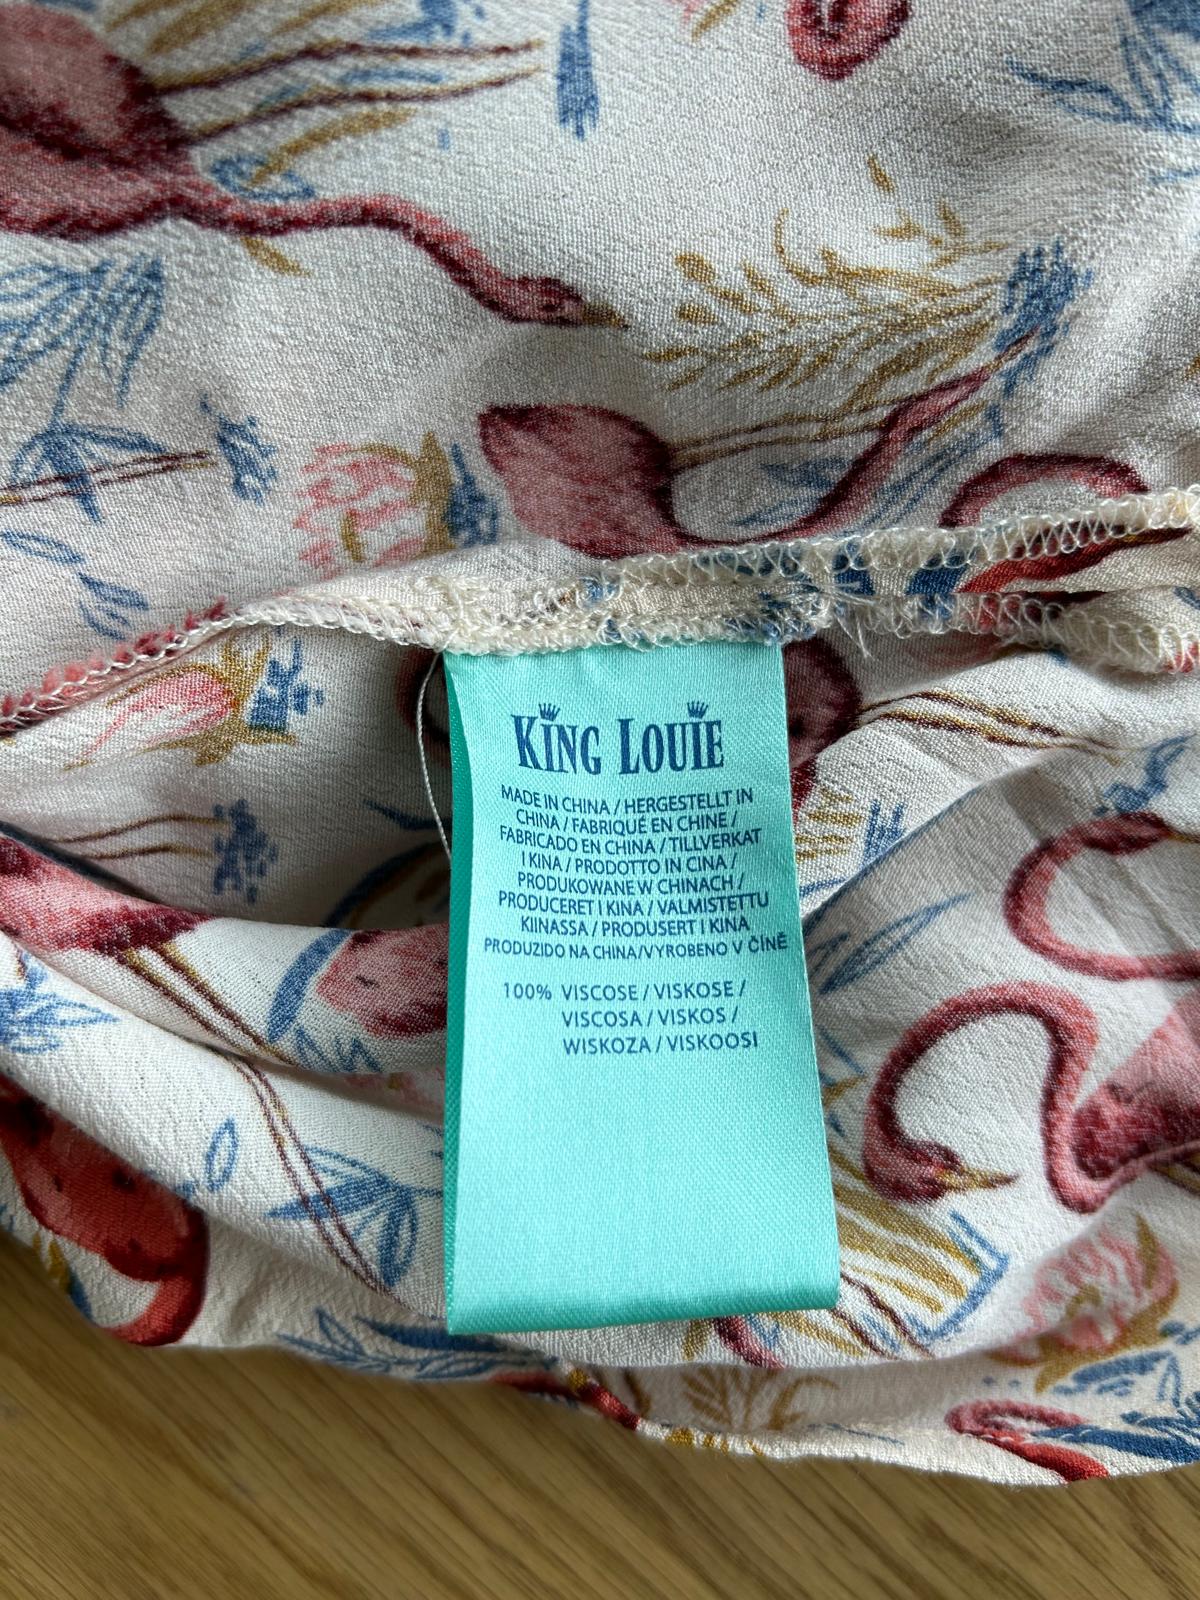 KING LOUIE
MADE IN CHINA / HERGESTELLT IN
CHINA / FABRIQUÉ EN CHINE /
FABRICADO EN CHINA / TILLVERKAT
I KINA / PRODOTTO IN CINA /
PRODUKOWANE W CHINACH /
PRODUCERET I KINA / VALMISTETTU
KIINASSA / PRODUSERT I KINA
PRODUZIDO NA CHINA/VYROBENO V ČÍNĚ
100% VISCOSE / VISKOSE /
VISCOSA / VISKOS /
WISKOZA / VISKOOSI